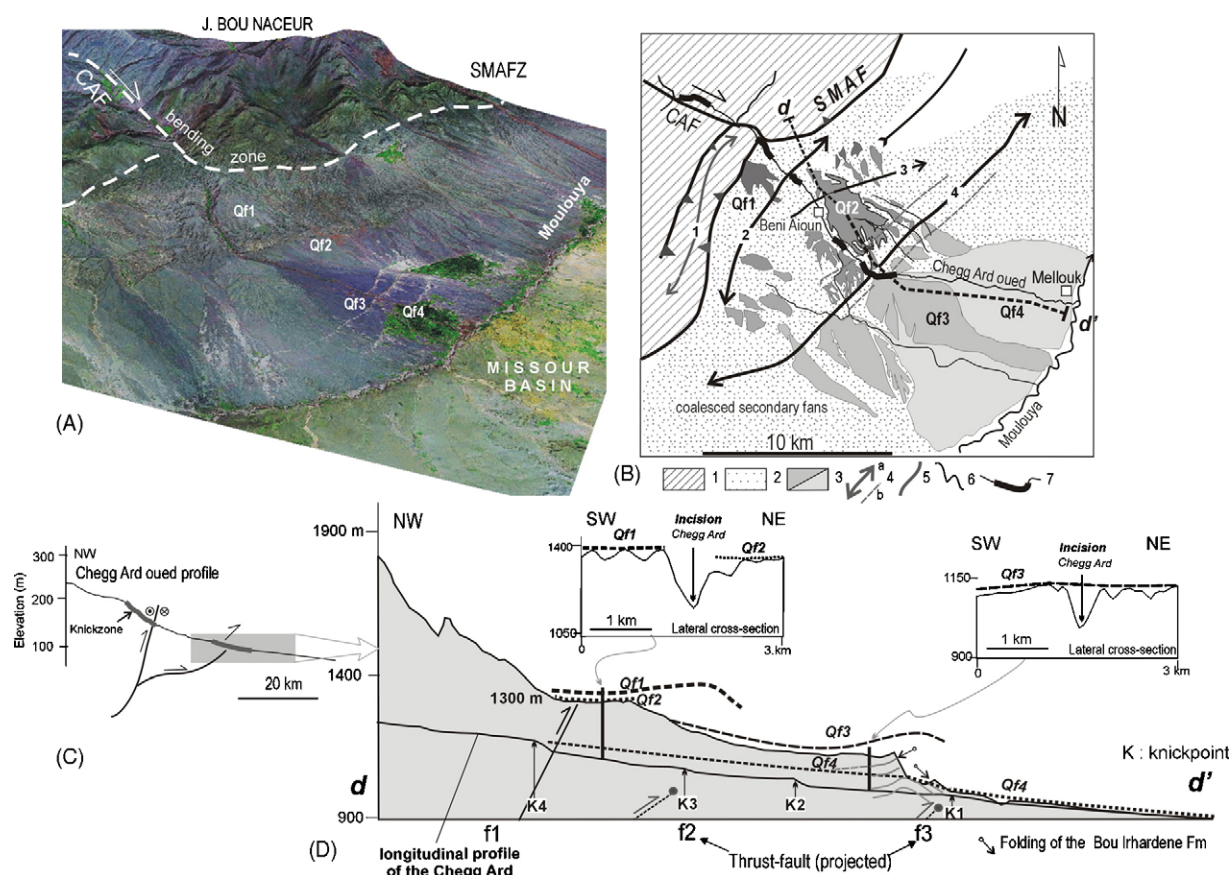 J. BOU NACEUR
SMAFZ
CAF
bending
zone
Qf1
Qf2
Qf3
Qf4
Moulouya
MISSOUR
BASIN
(A)
CAF
SMAF
d
N
Qf1
Qf2
Beni Aioun
1
2
3
4
Chegg Ard oued
Mellouk
Qf3
Qf4
d'
coalesced secondary fans
Moulouya
10 km
(B)
1 2 3 a 4 b 5 6 7
NW
Chegg Ard oued profile
Elevation (m)
300
200
100
Knickzone
20 km
(C)
1900 m
NW
1400
1300 m
900
d
SW NE
Incision
Chegg Ard
Qf1
Qf2
1400
1050
1 km
Lateral cross-section
0 3.km
SW NE
Incision
Chegg Ard
Qf3
1150
900
1 km
Lateral cross-section
0 3 km
Qf1
Qf2
Qf3
Qf4
Qf4
K : knickpoint
d'
K4
K3
K2
K1
f1
f2
f3
(D)
longitudinal profile
of the Chegg Ard
Thrust-fault (projected)
Folding of the Bou Irhardene Fm